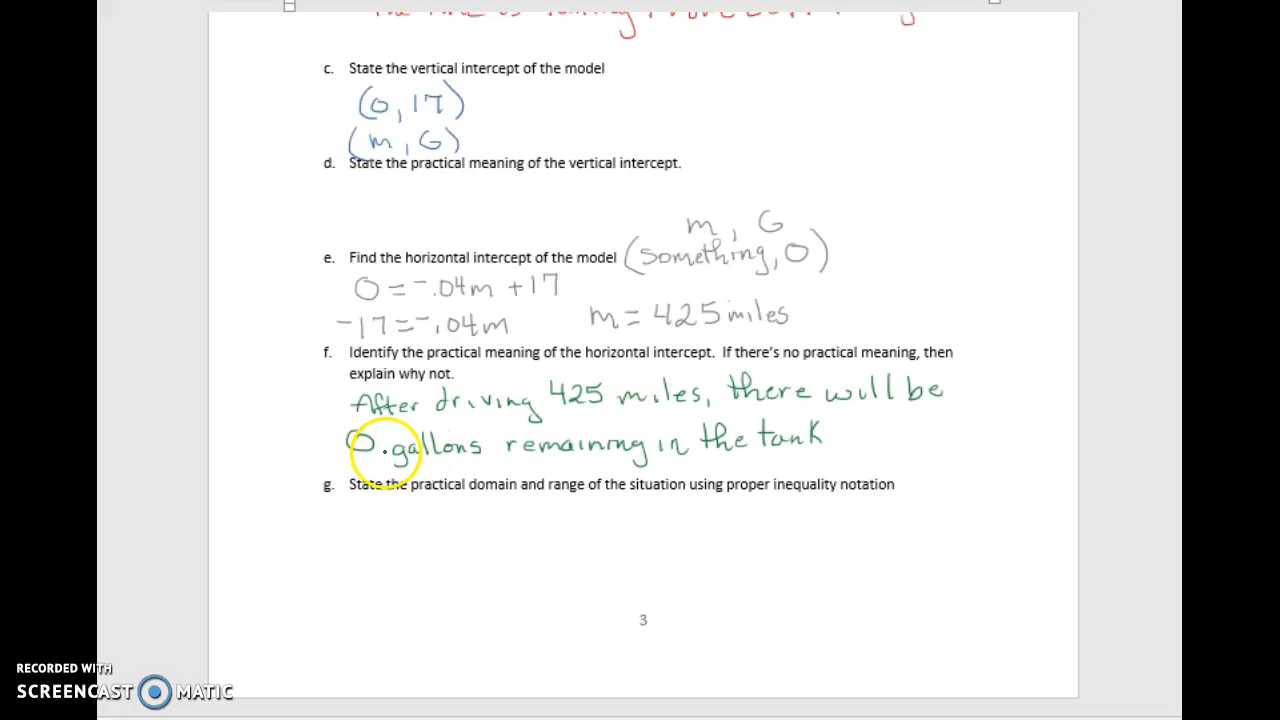 c. State the vertical intercept of the model
(0, 17)
(m, G)
d. State the practical meaning of the vertical intercept.
m, G
e. Find the horizontal intercept of the model (something, 0)
0 = -.04m + 17
-17 = -.04m m = 425 miles
f. Identify the practical meaning of the horizontal intercept. If there's no practical meaning, then
explain why not.
After driving 425 miles, there will be
0 gallons remaining in the tank
g. State the practical domain and range of the situation using proper inequality notation
3
RECORDED WITH
SCREENCAST MATIC